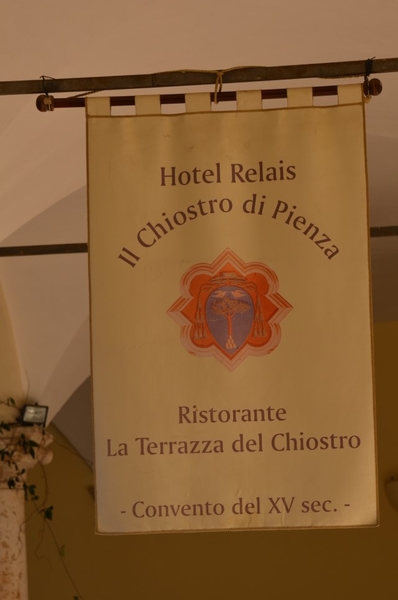 Hotel Relais
Il Chiostro di Pienza
Ristorante
La Terrazza del Chiostro
- Convento del XV sec. -